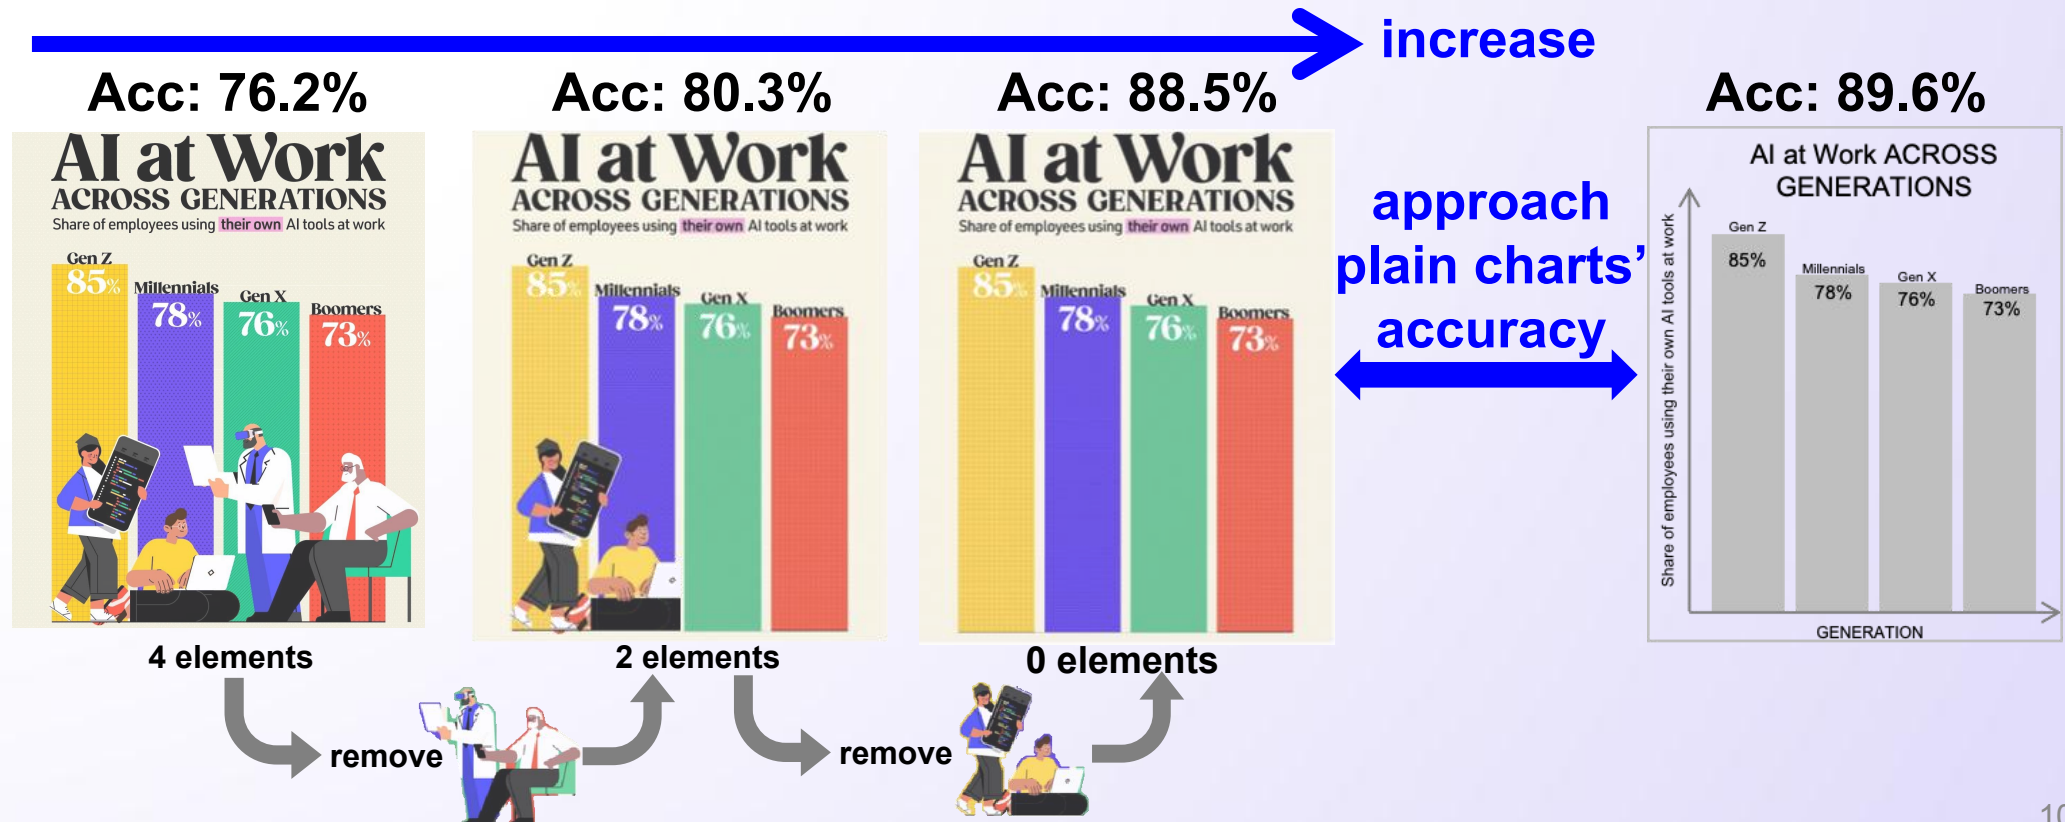 increase
Acc: 76.2%
Acc: 80.3%
Acc: 88.5%
Acc: 89.6%
AI at Work
ACROSS GENERATIONS
Share of employees using their own AI tools at work
Gen Z
85%
Millennials
78%
Gen X
76%
Boomers
73%
4 elements
AI at Work
ACROSS GENERATIONS
Share of employees using their own AI tools at work
Gen Z
85%
Millennials
78%
Gen X
76%
Boomers
73%
2 elements
AI at Work
ACROSS GENERATIONS
Share of employees using their own AI tools at work
Gen Z
85%
Millennials
78%
Gen X
76%
Boomers
73%
0 elements
approach
plain charts’
accuracy
AI at Work ACROSS
GENERATIONS
Share of employees using their own AI tools at work
Gen Z
85%
Millennials
78%
Gen X
76%
Boomers
73%
GENERATION
remove
remove
10